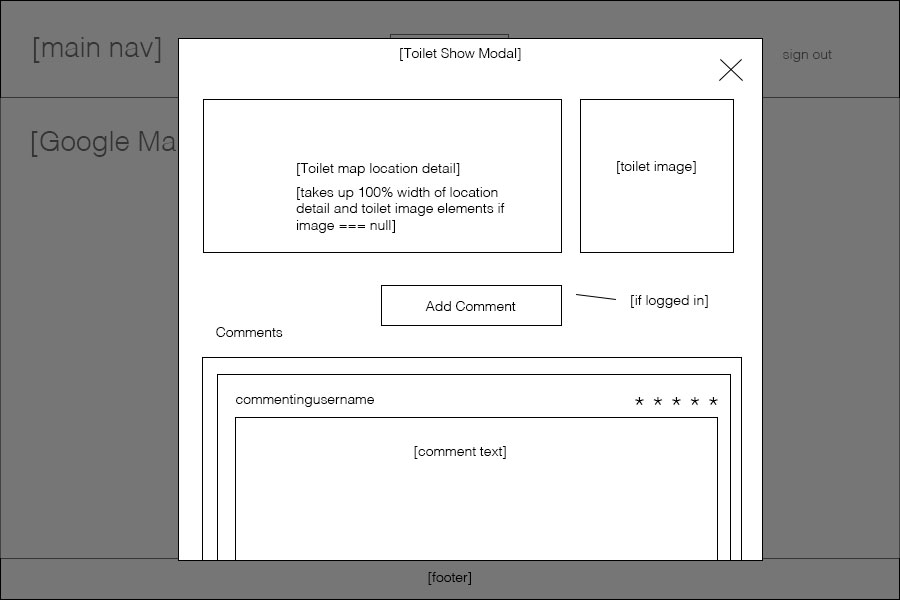 [main nav]
[Toilet Show Modal]
sign out
[Google Ma
[Toilet map location detail]
[takes up 100% width of location
detail and toilet image elements if
image === null]
[toilet image]
Add Comment
[if logged in]
Comments
commentingusername
* * * * *
[comment text]
[footer]